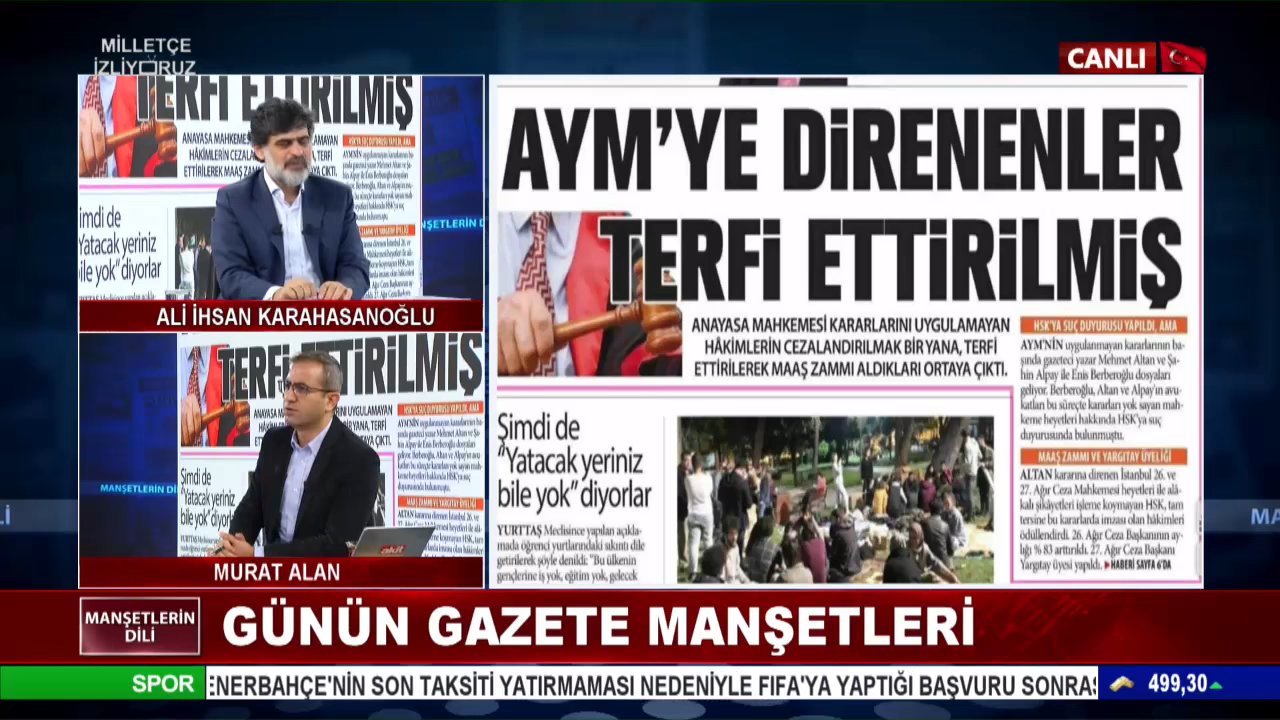 MİLLETÇE
İZLİYORUZ
CANLI
TERFİ ETTİRİLMİŞ
ALİ İHSAN KARAHASANOĞLU
MURAT ALAN
AYM'YE DİRENENLER
TERFİ ETTİRİLMİŞ
ANAYASA MAHKEMESİ KARARLARINI UYGULAMAYAN
HÂKİMLERİN CEZALANDIRILMAK BİR YANA, TERFİ
ETTİRİLEREK MAAŞ ZAMMI ALDIKLARI ORTAYA ÇIKTI.
HSK'YA SUÇ DUYURUSU YAPILDI, AMA
AYM'NİN uygulanmayan kararlarının ba-
şında gazeteci yazar Mehmet Altan ve Şa-
hin Alpay ile Enis Berberoğlu dosyaları
geliyor. Berberoğlu, Altan ve Alpay'ın avu-
katları bu süreçte kararları yok sayan mah-
keme heyetleri hakkında HSK'ya suç
duyurusunda bulunmuştu.
MAAŞ ZAMMI VE YARGITAY ÜYELİĞİ
ALTAN kararına direnen İstanbul 26. ve
27. Ağır Ceza Mahkemesi heyetleri ile alâ-
kalı şikâyetleri işleme koymayan HSK, tam
tersine bu kararlarda imzası olan hâkimleri
ödüllendirdi. 26. Ağır Ceza Başkanının ay-
lığı % 83 arttırıldı. 27. Ağır Ceza Başkanı
Yargıtay üyesi yapıldı. ▶HABERİ SAYFA 6'DA
Şimdi de
"Yatacak yeriniz
bile yok" diyorlar
YURTTAŞ Meclisince yapılan açıkla-
mada öğrenci yurtlarındaki sıkıntı dile
getirilerek şöyle denildi: "Bu ülkenin
gençlerine iş yok, eğitim yok, gelecek
MANŞETLERİN
DİLİ
GÜNÜN GAZETE MANŞETLERİ
SPOR
ENERBAHÇE'NİN SON TAKSİTİ YATIRMAMASI NEDENİYLE FIFA'YA YAPTIĞI BAŞVURU SONRAS
499,30